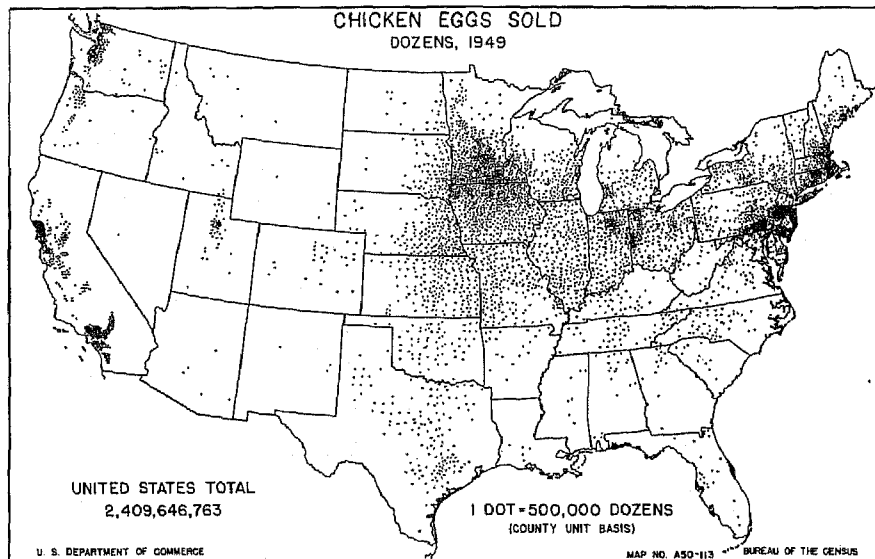 CHICKEN EGGS SOLD
DOZENS, 1949
UNITED STATES TOTAL
2,409,646,763
1 DOT=500,000 DOZENS
(COUNTY UNIT BASIS)
U. S. DEPARTMENT OF COMMERCE
MAP NO. A50-113
BUREAU OF THE CENSUS